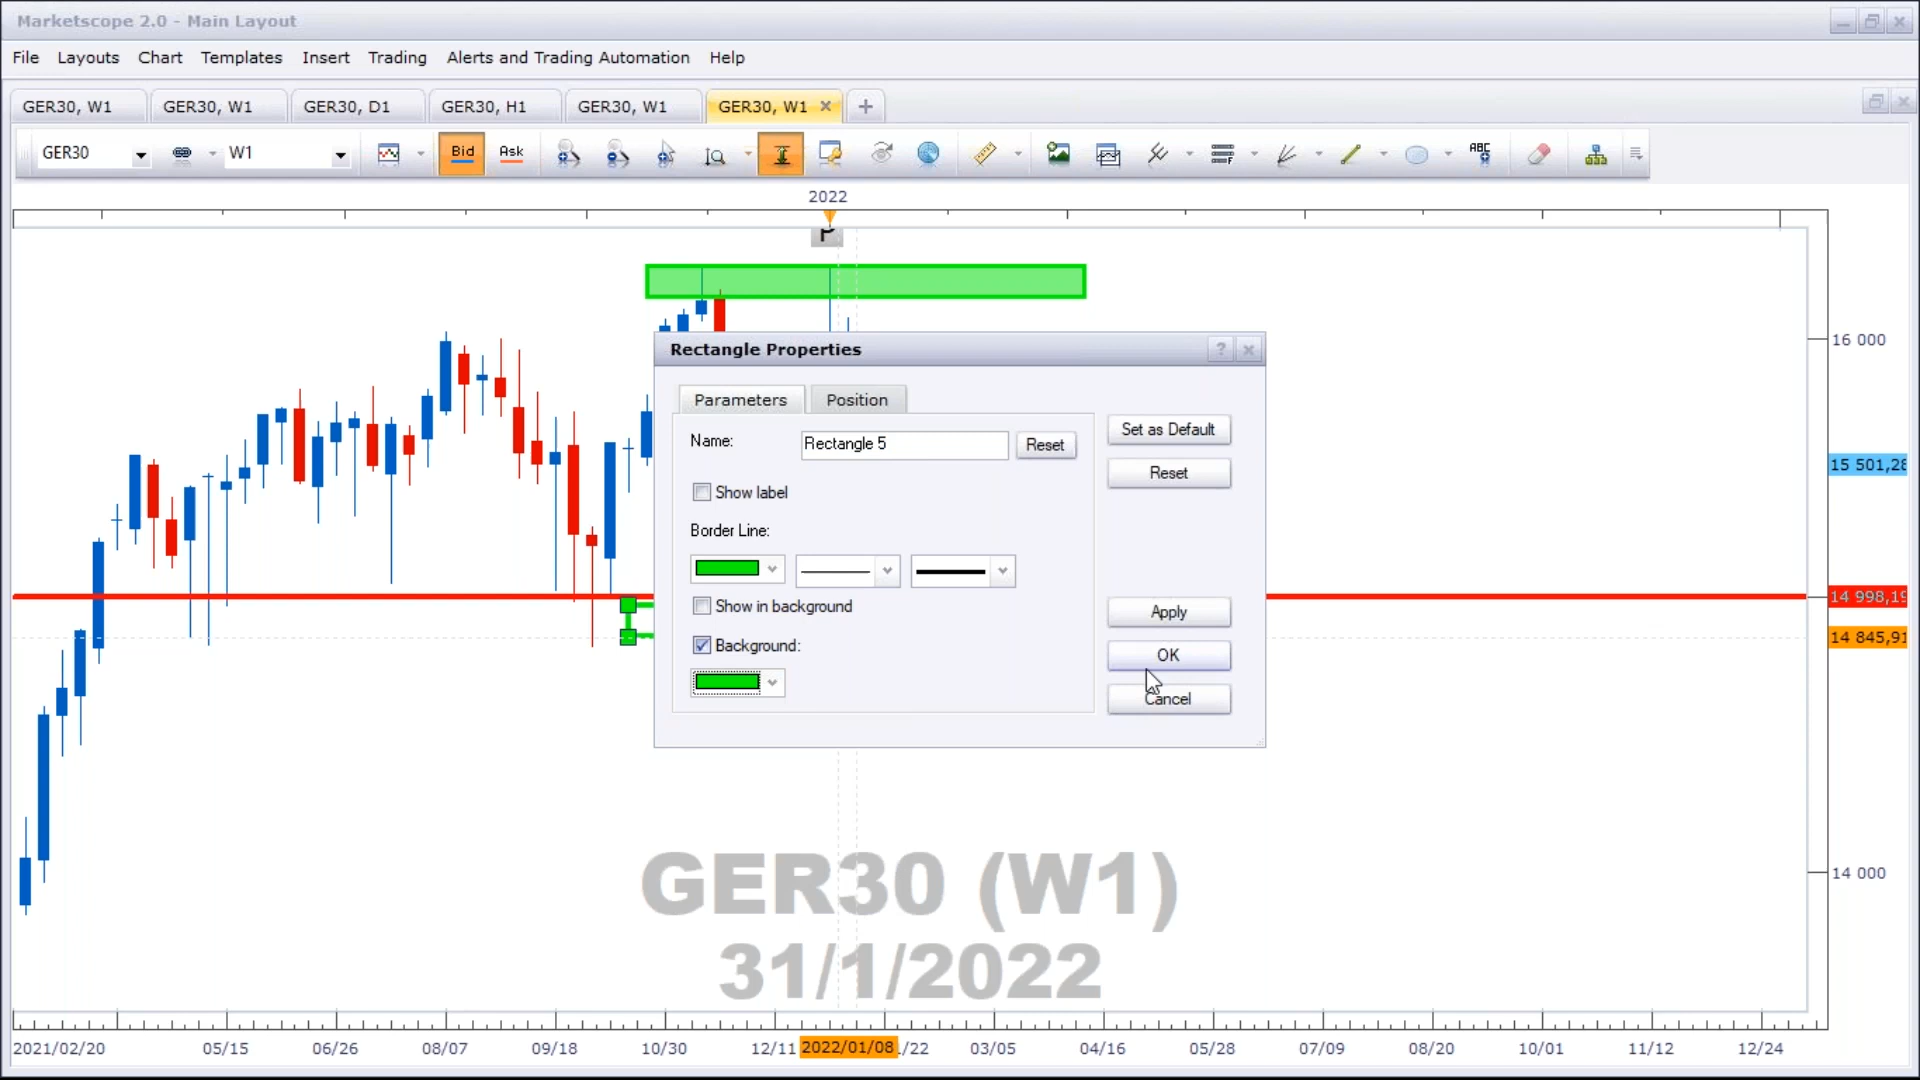 Marketscope 2.0 - Main Layout
File Layouts Chart Templates Insert Trading Alerts and Trading Automation Help
GER30, W1 GER30, W1 GER30, D1 GER30, H1 GER30, W1 GER30, W1
GER30 W1 Bid Ask ABC
2022
P
16 000
Rectangle Properties
Parameters Position
Set as Default
Name: Rectangle 5 Reset
15 501,28
Reset
Show label
Border Line:
14 998,19
Show in background
Apply
14 845,91
Background:
OK
Cancel
14 000
GER30 (W1)
31/1/2022
2021/02/20 05/15 06/26 08/07 09/18 10/30 12/11 2022/01/08 /22 03/05 04/16 05/28 07/09 08/20 10/01 11/12 12/24